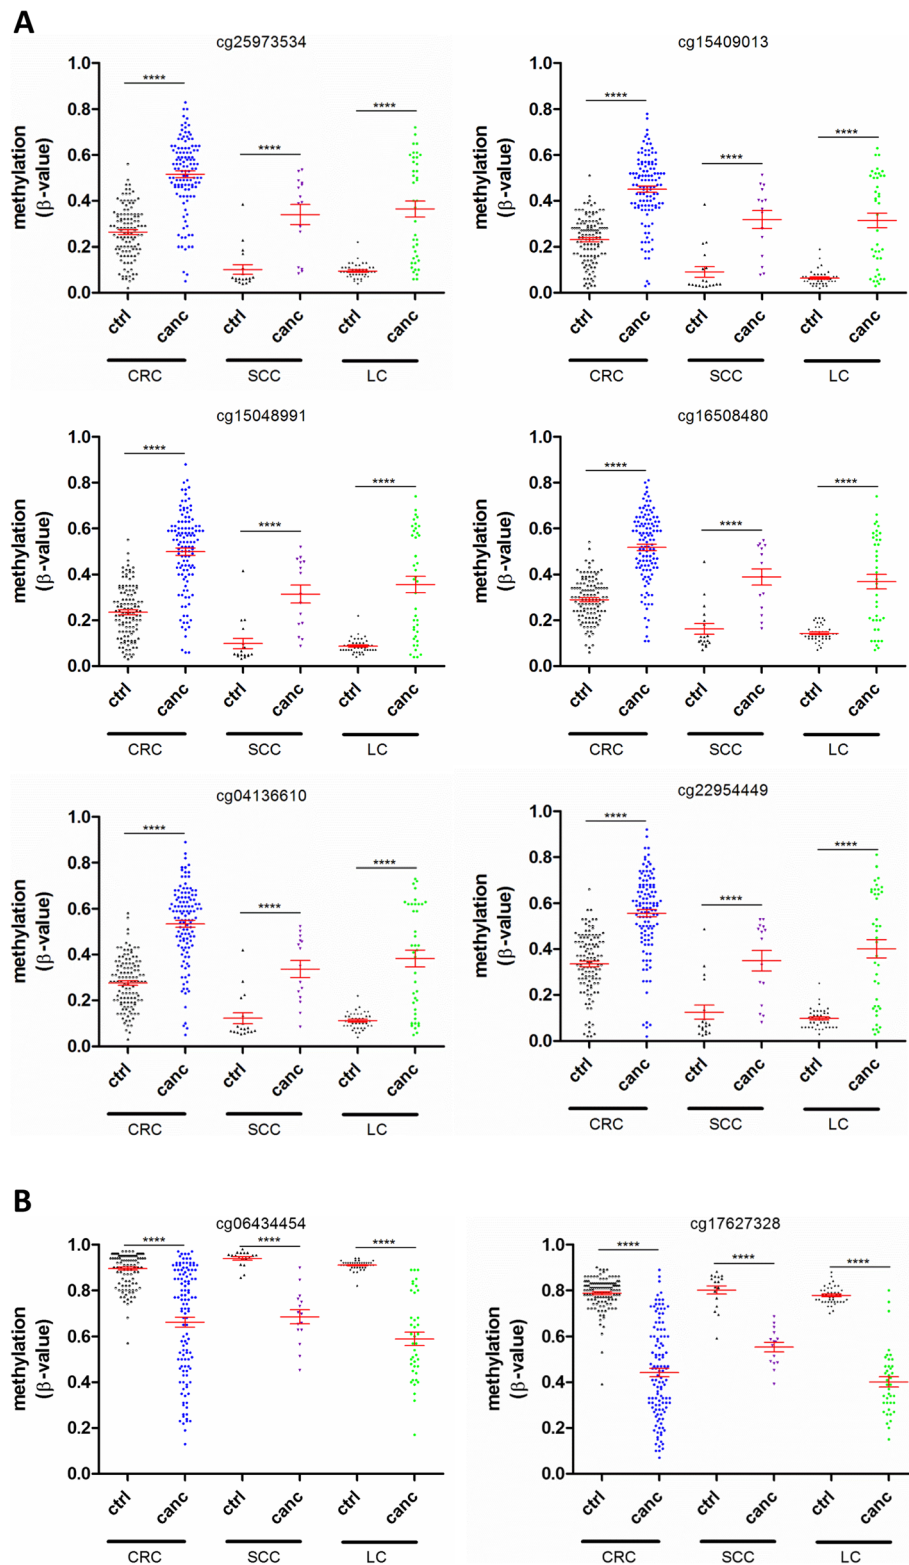 A
cg25973534
1.0
0.8
0.6
0.4
0.2
0.0
methylation
(β-value)
****
****
****
ctrl
canc
ctrl
canc
ctrl
canc
CRC
SCC
LC
cg15409013
1.0
0.8
0.6
0.4
0.2
0.0
methylation
(β-value)
****
****
****
ctrl
canc
ctrl
canc
ctrl
canc
CRC
SCC
LC
cg15048991
1.0
0.8
0.6
0.4
0.2
0.0
methylation
(β-value)
****
****
****
ctrl
canc
ctrl
canc
ctrl
canc
CRC
SCC
LC
cg16508480
1.0
0.8
0.6
0.4
0.2
0.0
methylation
(β-value)
****
****
****
ctrl
canc
ctrl
canc
ctrl
canc
CRC
SCC
LC
cg04136610
1.0
0.8
0.6
0.4
0.2
0.0
methylation
(β-value)
****
****
****
ctrl
canc
ctrl
canc
ctrl
canc
CRC
SCC
LC
cg22954449
1.0
0.8
0.6
0.4
0.2
0.0
methylation
(β-value)
****
****
****
ctrl
canc
ctrl
canc
ctrl
canc
CRC
SCC
LC
B
cg06434454
1.0
0.8
0.6
0.4
0.2
0.0
methylation
(β-value)
****
****
****
ctrl
canc
ctrl
canc
ctrl
canc
CRC
SCC
LC
cg17627328
1.0
0.8
0.6
0.4
0.2
0.0
methylation
(β-value)
****
****
****
ctrl
canc
ctrl
canc
ctrl
canc
CRC
SCC
LC